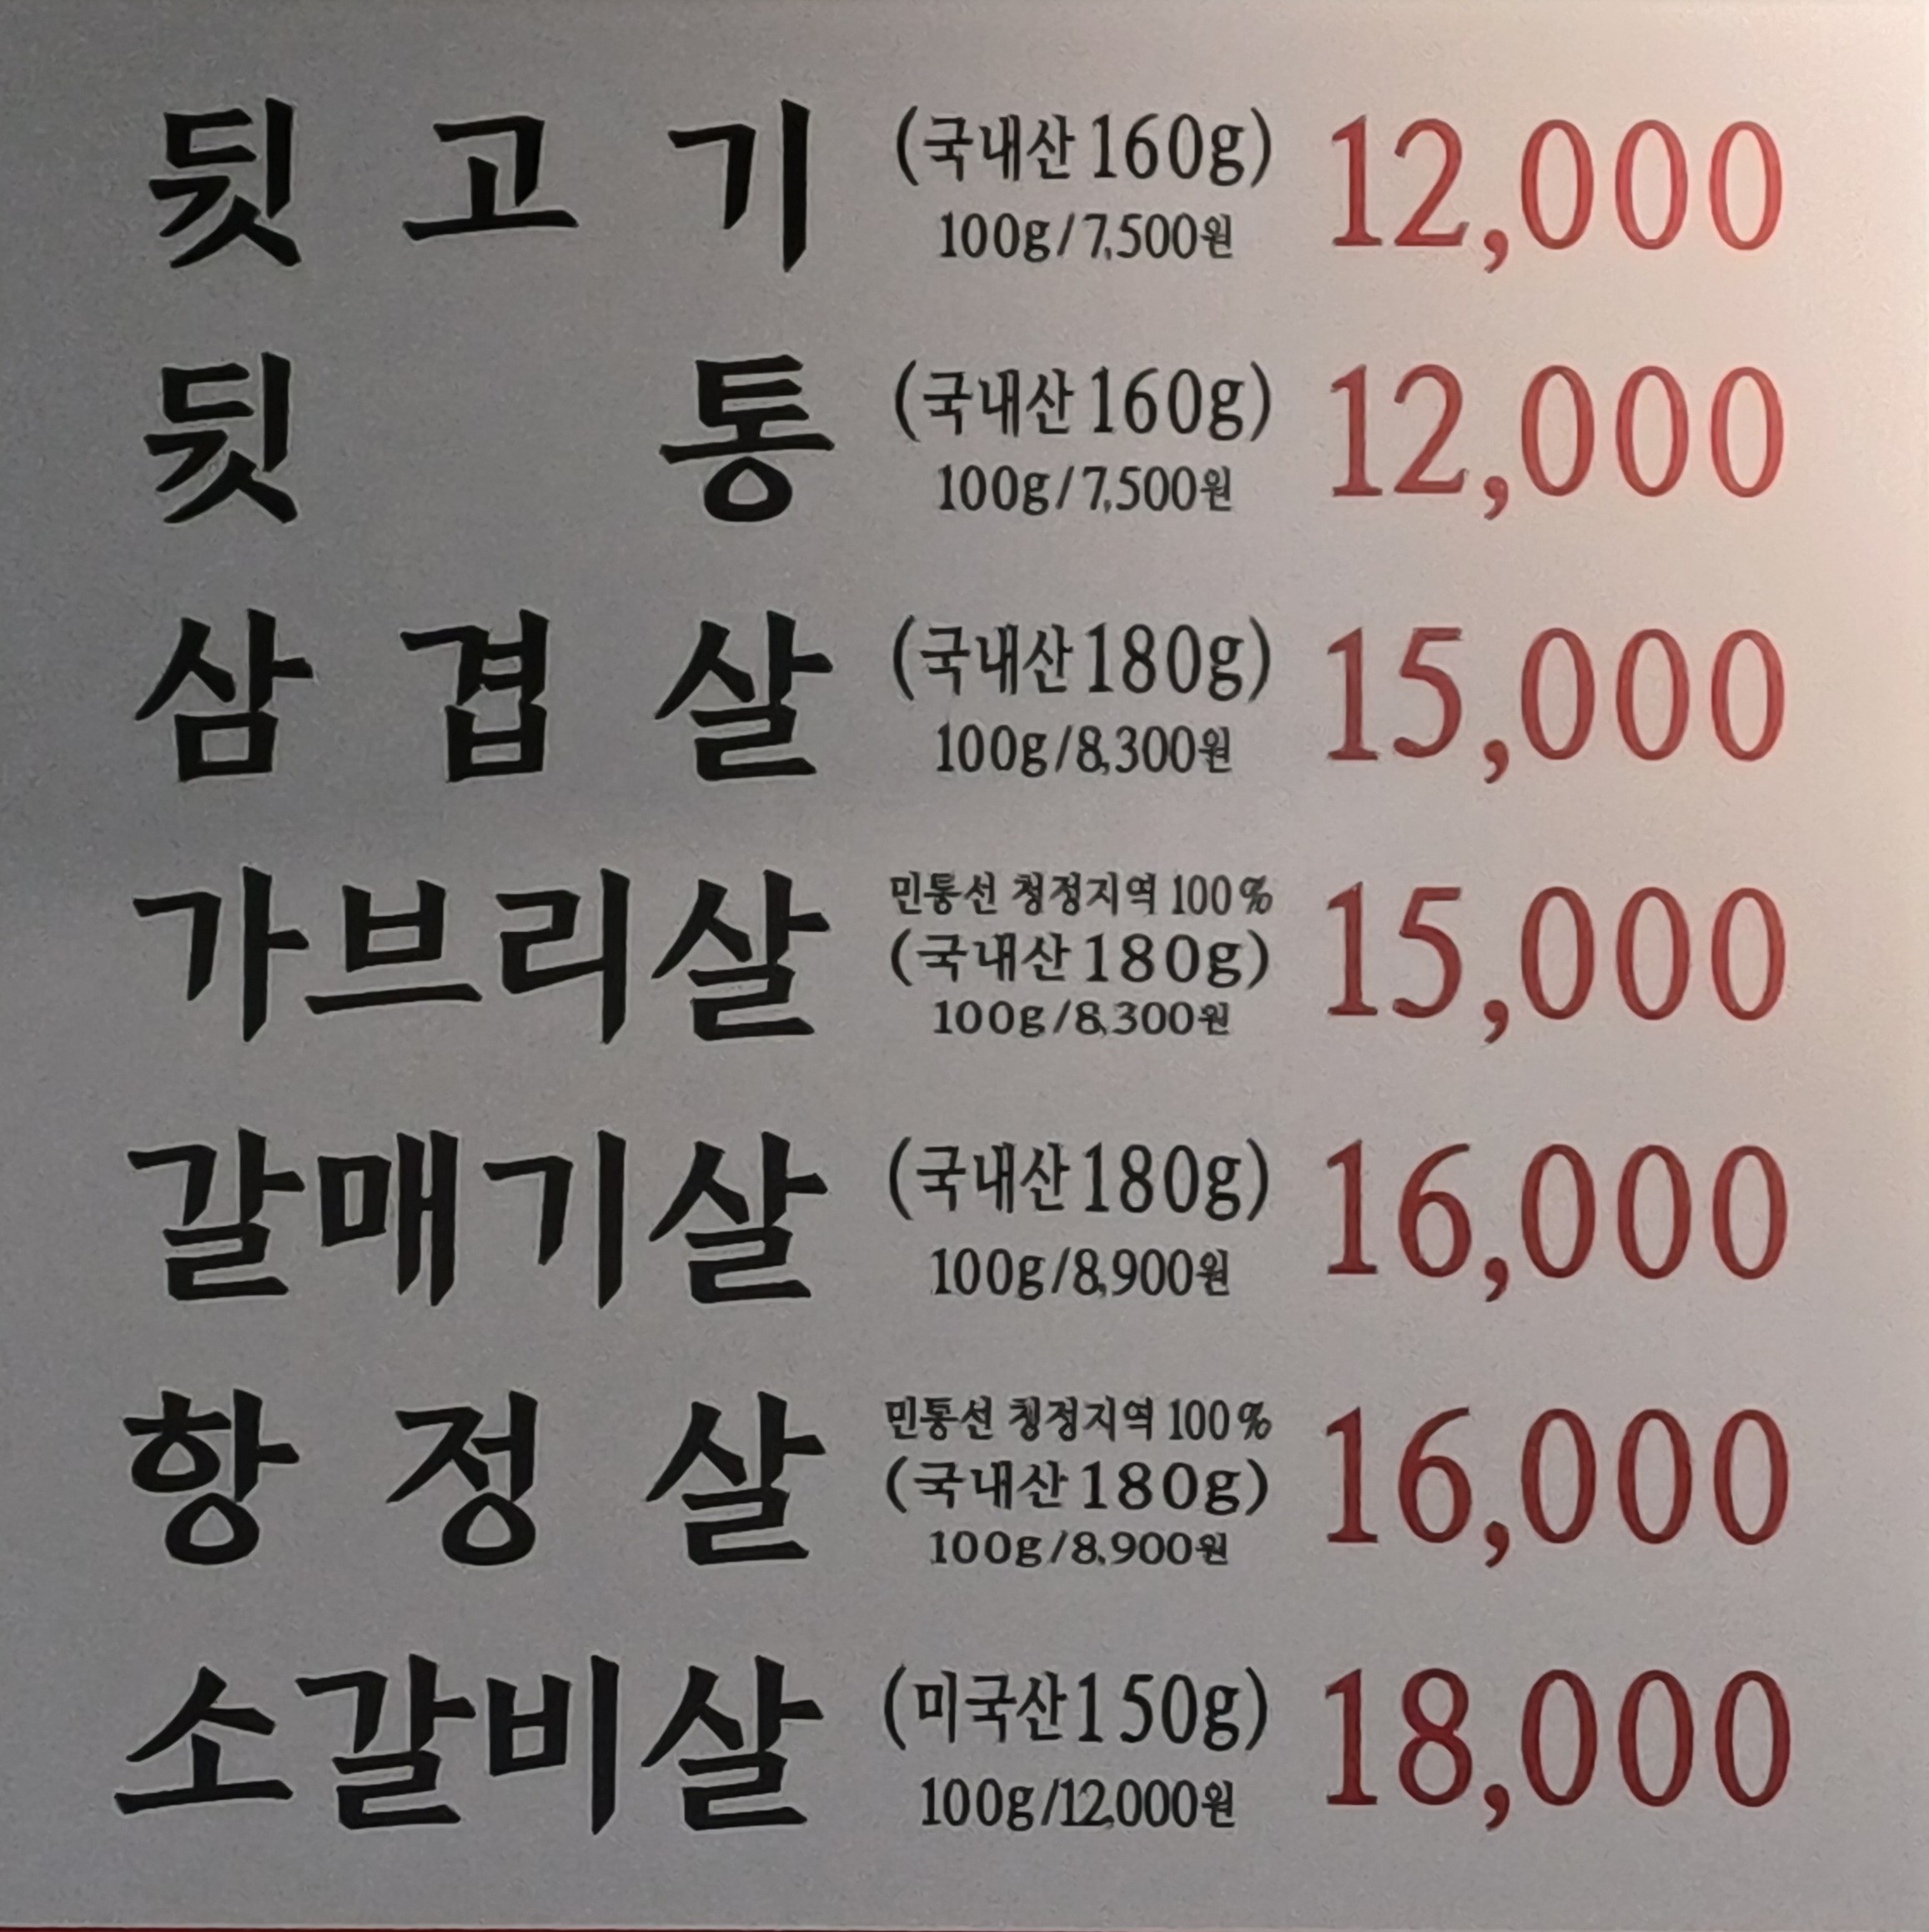 뒷고기 (국내산160g) 12,000
100g/7,500원
뒷통 (국내산160g) 12,000
100g/7,500원
삼겹살 (국내산180g) 15,000
100g/8,300원
민통선 청정지역 100%
가브리살 (국내산180g) 15,000
100g/8,300원
갈매기살 (국내산180g) 16,000
100g/8,900원
민통선 청정지역 100%
항정살 (국내산180g) 16,000
100g/8,900원
소갈비살 (미국산150g) 18,000
100g/12,000원